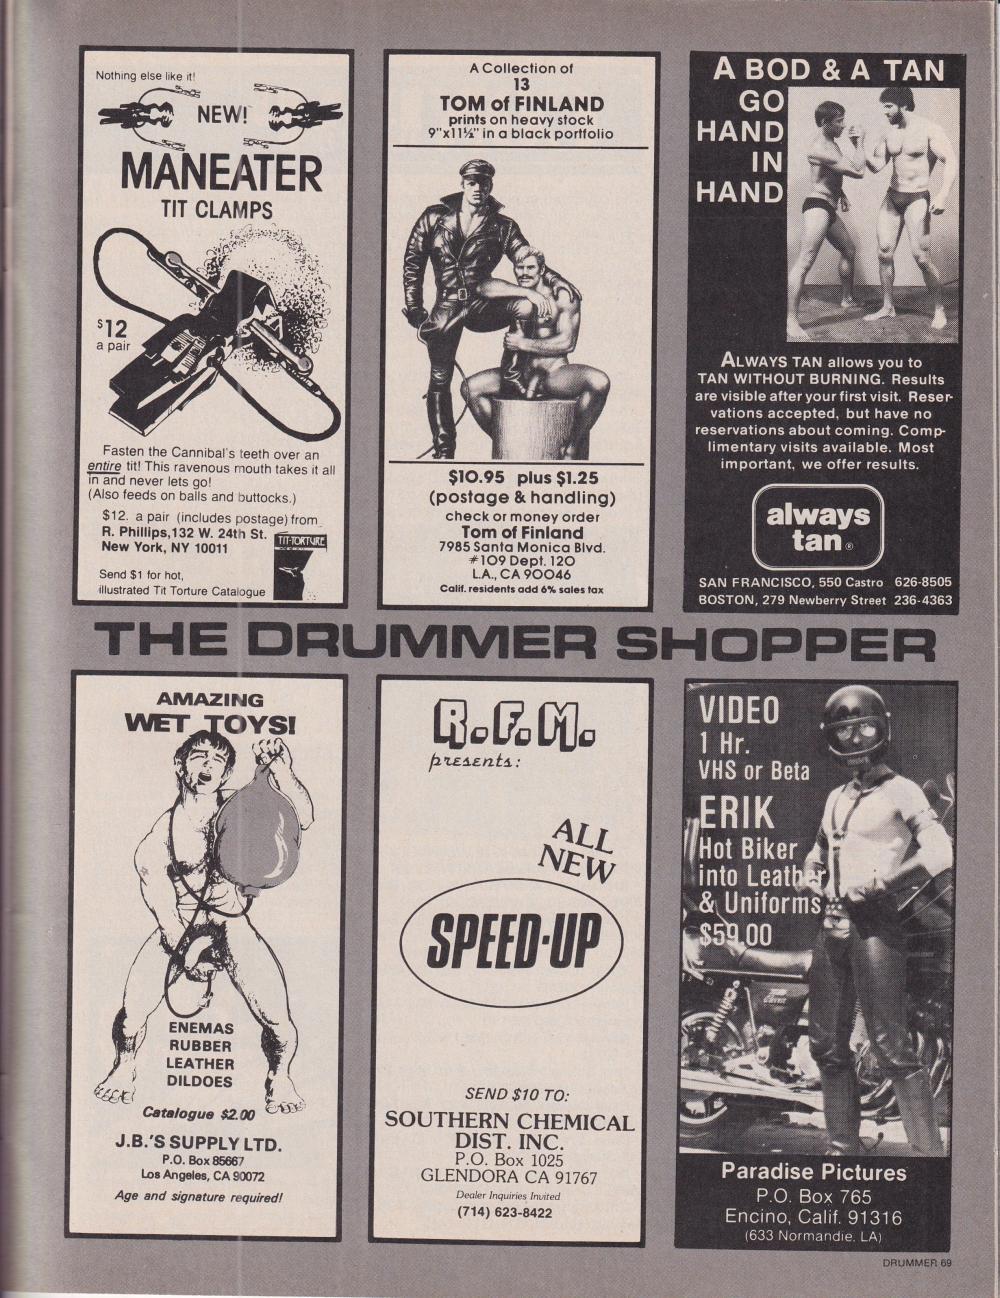 Nothing else like it!
NEW!
MANEATER
TIT CLAMPS
$12
a pair
Fasten the Cannibal's teeth over an
entire tit! This ravenous mouth takes it all
in and never lets go!
(Also feeds on balls and buttocks.)
$12. a pair (includes postage) from
R. Phillips, 132 W. 24th St.
New York, NY 10011
TIT-TORTURE
Send $1 for hot,
illustrated Tit Torture Catalogue
A Collection of
13
TOM of FINLAND
prints on heavy stock
9"x11½" in a black portfolio
$10.95 plus $1.25
(postage & handling)
check or money order
Tom of Finland
7985 Santa Monica Blvd.
#109 Dept. 120
L.A., CA 90046
Calif. residents add 6% sales tax
A BOD & A TAN
GO
HAND
IN
HAND
ALWAYS TAN allows you to
TAN WITHOUT BURNING. Results
are visible after your first visit. Reser-
vations accepted, but have no
reservations about coming. Comp-
limentary visits available. Most
important, we offer results.
always
tan®
SAN FRANCISCO, 550 Castro 626-8505
BOSTON, 279 Newberry Street 236-4363
THE DRUMMER SHOPPER
AMAZING
WET TOYS!
ENEMAS
RUBBER
LEATHER
DILDOES
Catalogue $2.00
J.B.'S SUPPLY LTD.
P.O. Box 85667
Los Angeles, CA 90072
Age and signature required!
R.F.M.
presents:
ALL
NEW
SPEED-UP
SEND $10 TO:
SOUTHERN CHEMICAL
DIST. INC.
P.O. Box 1025
GLENDORA CA 91767
Dealer Inquiries Invited
(714) 623-8422
VIDEO
1 Hr.
VHS or Beta
ERIK
Hot Biker
into Leather
& Uniforms
$59.00
Paradise Pictures
P.O. Box 765
Encino, Calif. 91316
(633 Normandie, LA)
DRUMMER 69